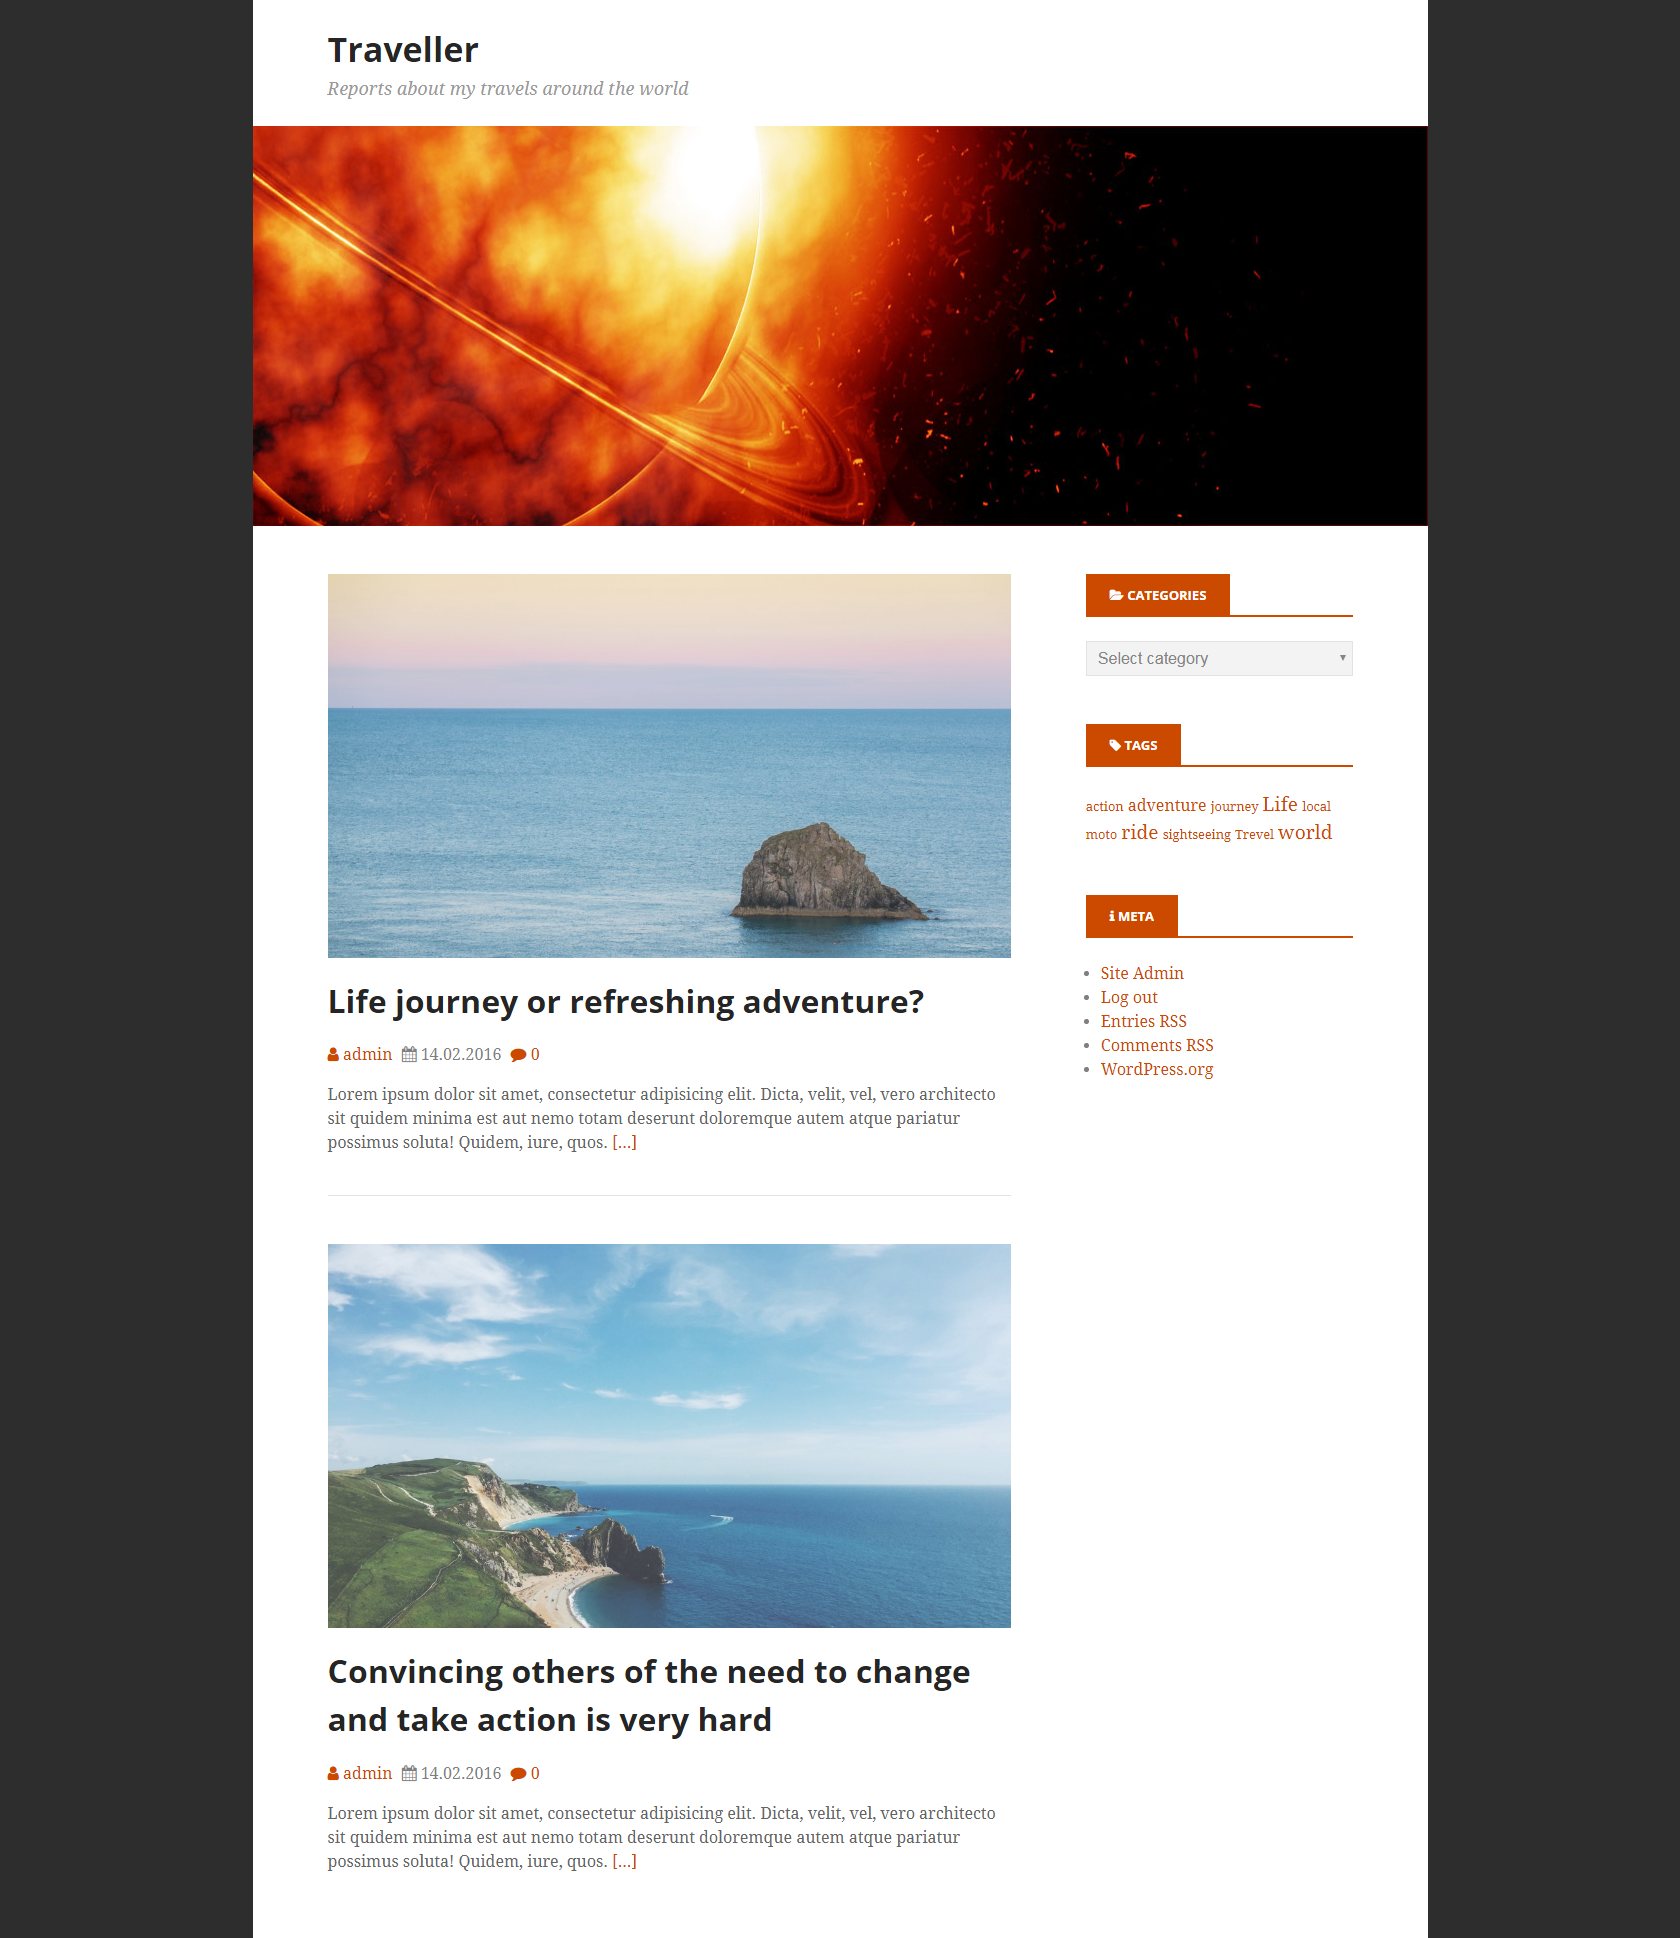 Traveller
Reports about my travels around the world
Life journey or refreshing adventure?
admin 14.02.2016 0
Lorem ipsum dolor sit amet, consectetur adipisicing elit. Dicta, velit, vel, vero architecto
sit quidem minima est aut nemo totam deserunt doloremque autem atque pariatur
possimus soluta! Quidem, iure, quos. [...]
Convincing others of the need to change
and take action is very hard
admin 14.02.2016 0
Lorem ipsum dolor sit amet, consectetur adipisicing elit. Dicta, velit, vel, vero architecto
sit quidem minima est aut nemo totam deserunt doloremque autem atque pariatur
possimus soluta! Quidem, iure, quos. [...]
CATEGORIES
Select category
TAGS
action adventure journey Life local
moto ride sightseeing Trevel world
META
Site Admin
Log out
Entries RSS
Comments RSS
WordPress.org